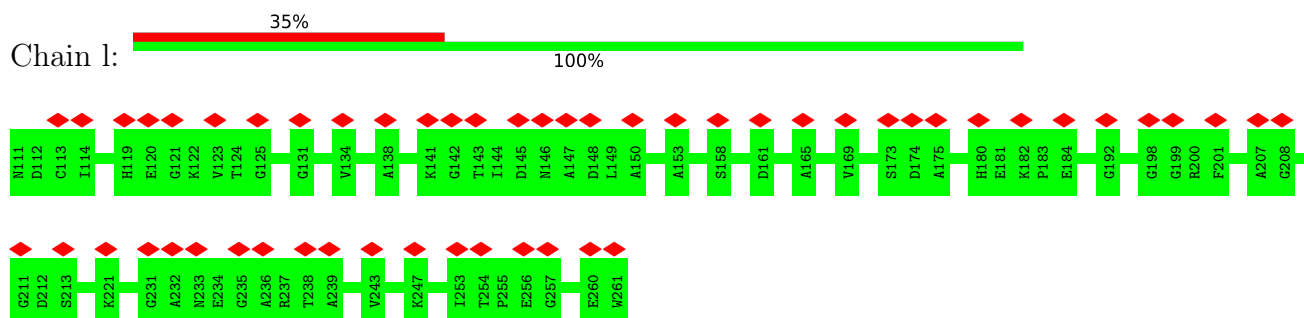 35%
Chain l:
100%
N111 D112 C113 I114 H119 E120 G121 K122 V123 T124 G125 G131 V134 A138 K141 G142 T143 I144 D145 N146 A147 D148 L149 A150 A153 S158 D161 A165 V169 S173 D174 A175 H180 E181 K182 P183 E184 G192 G198 G199 R200 F201 A207 G208
G211 D212 S213 K221 G231 A232 N233 E234 G235 A236 R237 T238 A239 V243 K247 I253 T254 P255 E256 G257 E260 W261